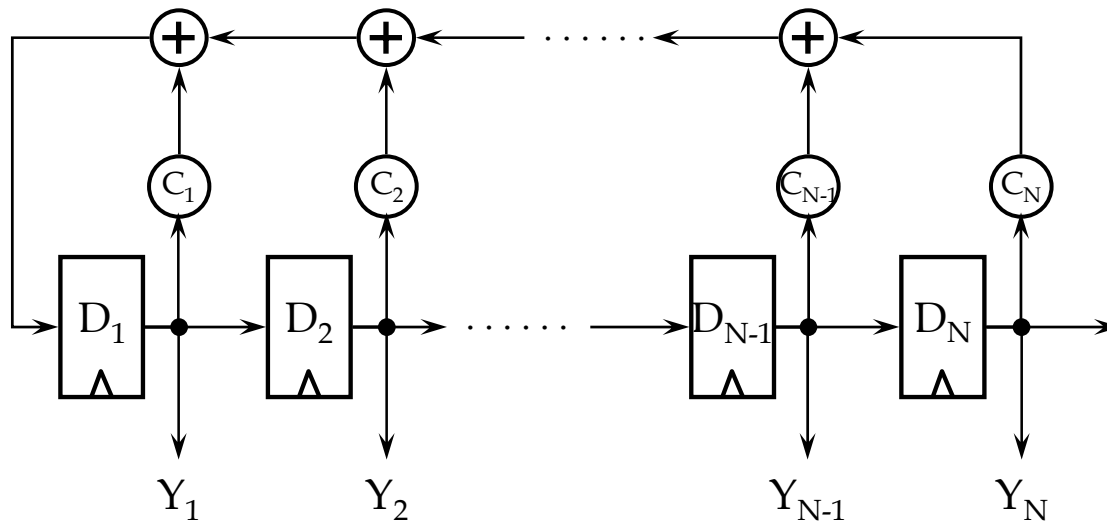 + + ...... +
C1 C2 CN-1 CN
D1 D2 ...... DN-1 DN
Y1 Y2 YN-1 YN